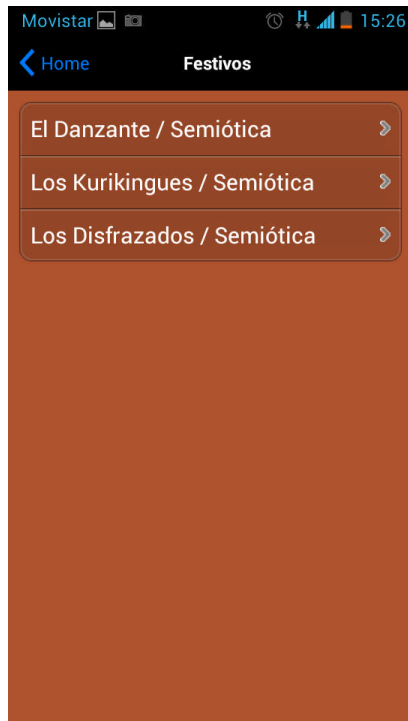 Movistar H 15:26
Home Festivos
El Danzante / Semiótica
Los Kurikingues / Semiótica
Los Disfrazados / Semiótica